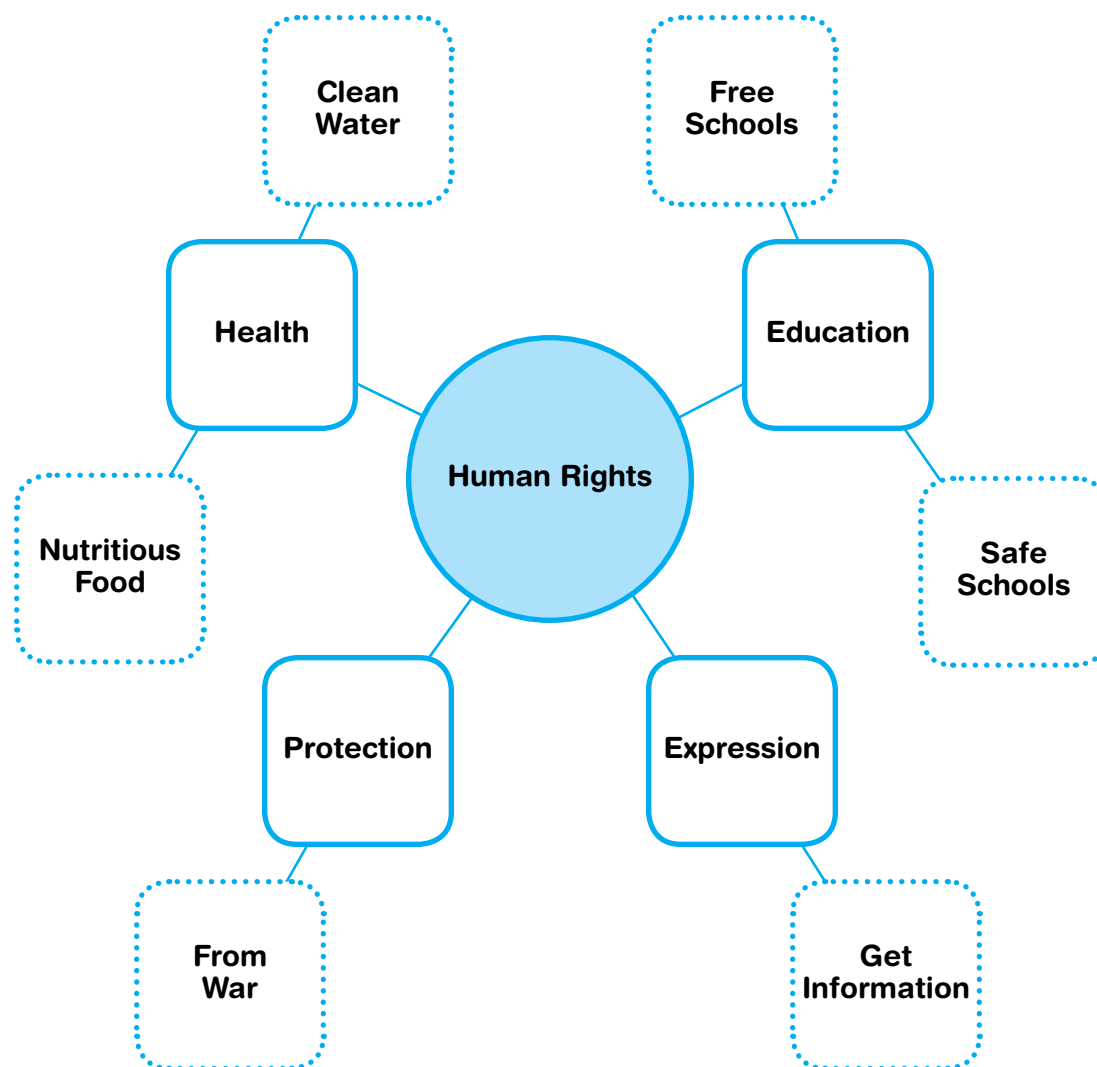 Clean
Water
Free
Schools
Health
Education
Human Rights
Nutritious
Food
Safe
Schools
Protection
Expression
From
War
Get
Information